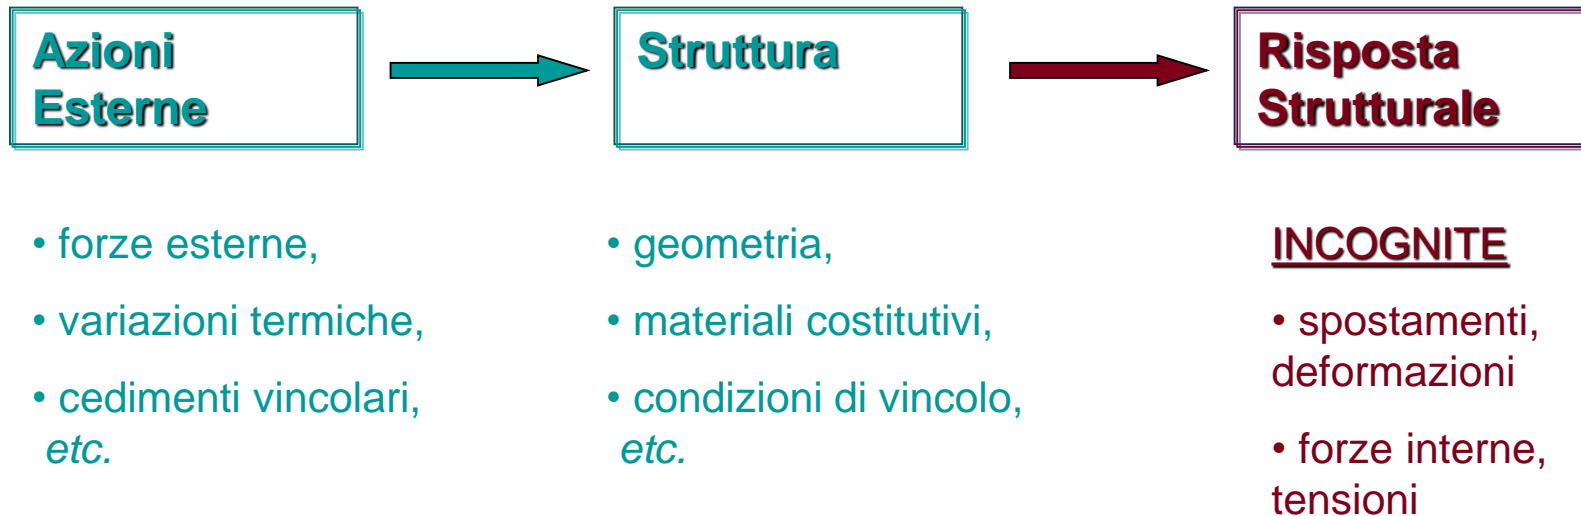 Azioni
Esterne
Struttura
Risposta
Strutturale
• forze esterne,
• variazioni termiche,
• cedimenti vincolari,
etc.
• geometria,
• materiali costitutivi,
• condizioni di vincolo,
etc.
INCOGNITE
• spostamenti,
deformazioni
• forze interne,
tensioni